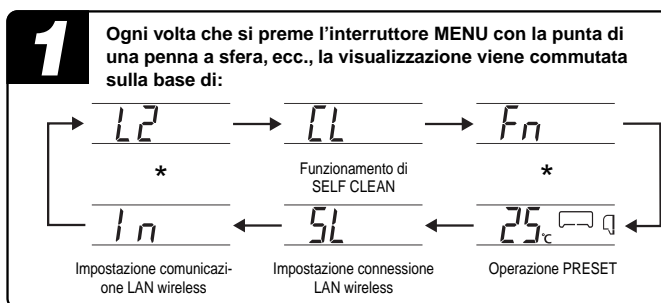 1
Ogni volta che si preme l'interruttore MENU con la punta di
una penna a sfera, ecc., la visualizzazione viene commutata
sulla base di:
L2 CL Fn
* Funzionamento di *
SELF CLEAN
In SL 25°C
Impostazione comunicazi- Impostazione connessione Operazione PRESET
one LAN wireless LAN wireless